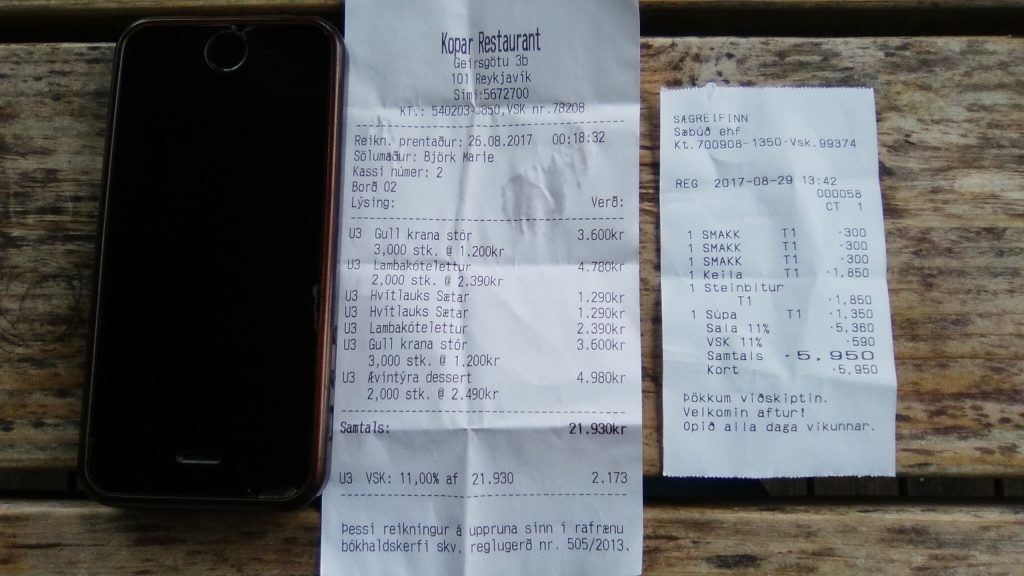 Kopar Restaurant
Geirsgötu 3b
101 Reykjavík
Sími:5672700
KT.: 540203- 850,VSK nr.78208
Reikn. prentaður: 26.08.2017 00:18:32
Sölumaður: Björk Marie
Kassi númer: 2
Borð 02
Lýsing: Verð:
U3 Gull krana stór 3.600kr
3,000 stk. @ 1.200kr
U3 Lambakótelettur 4.780kr
2,000 stk. @ 2.390kr
U3 Hvítlauks Sætar 1.290kr
U3 Hvítlauks Sætar 1.290kr
U3 Lambakótelettur 2.390kr
U3 Gull krana stór 3.600kr
3,000 stk. @ 1.200kr
U3 Ævintýra dessert 4.980kr
2,000 stk. @ 2.490kr
Samtals: 21.930kr
U3 VSK: 11,00% af 21.930 2.173
Þessi reikningur á uppruna sinn í rafrænu
bókhaldskerfi skv. reglugerð nr. 505/2013.
SÆGREIFINN
Sæbúð ehf
Kt.700908-1350·Vsk.99374
REG 2017-08-29 13:42
000058
CT 1
1 SMAKK T1 ·300
1 SMAKK T1 ·300
1 SMAKK T1 ·300
1 Keila T1 ·1,850
1 Steinbítur
T1 ·1,850
1 Súpa T1 ·1,350
Sala 11% ·5,360
VSK 11% ·590
Samtals ·5,950
Kort ·5,950
Þökkum viðskiptin.
Velkomin aftur!
Opið alla daga vikunnar.